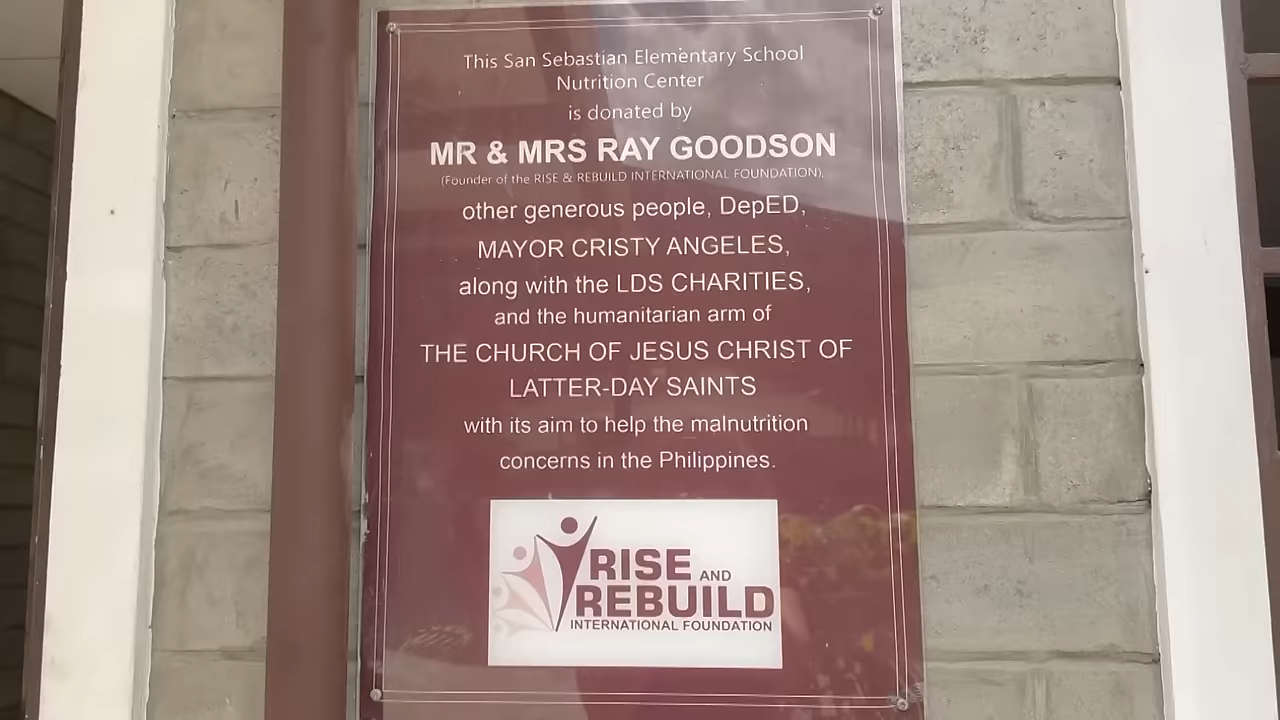 This San Sebastian Elementary School
Nutrition Center
is donated by
MR & MRS RAY GOODSON
(Founder of the RISE & REBUILD INTERNATIONAL FOUNDATION),
other generous people, DepED,
MAYOR CRISTY ANGELES,
along with the LDS CHARITIES,
and the humanitarian arm of
THE CHURCH OF JESUS CHRIST OF
LATTER-DAY SAINTS
with its aim to help the malnutrition
concerns in the Philippines.
RISE AND
REBUILD
INTERNATIONAL FOUNDATION